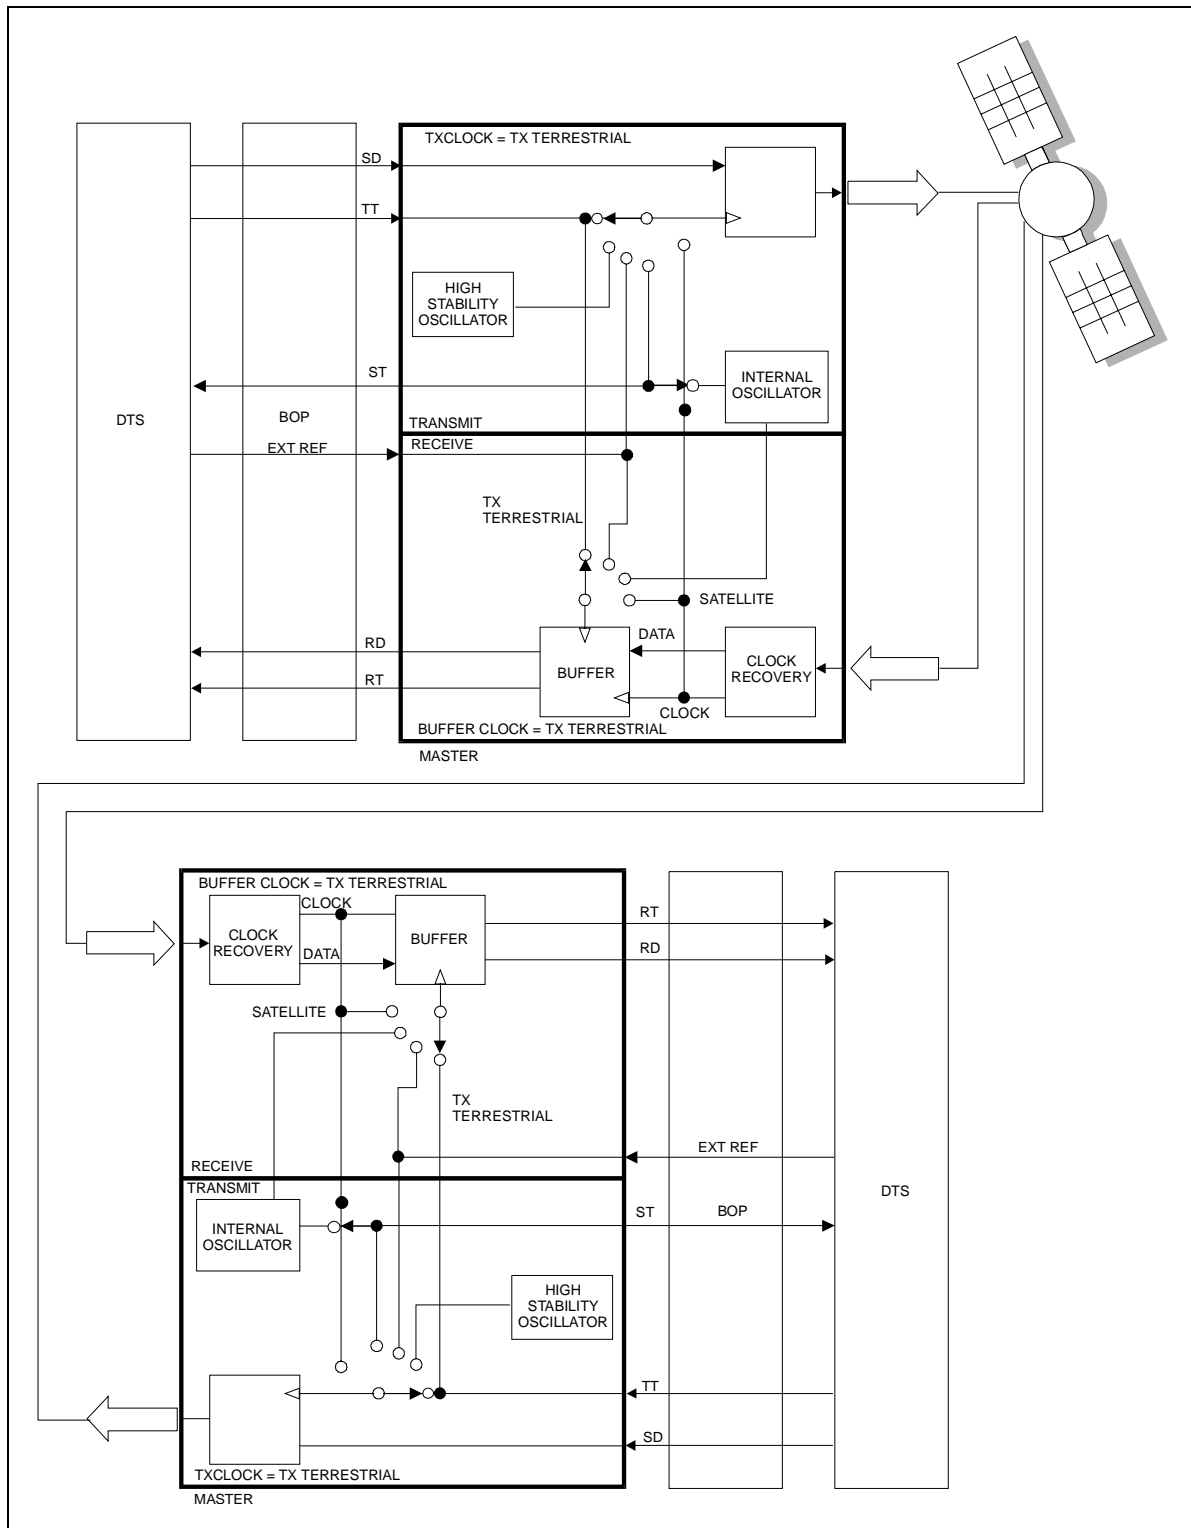 TXCLOCK = TX TERRESTRIAL
SD
TT
HIGH
STABILITY
OSCILLATOR
ST
INTERNAL
OSCILLATOR
DTS
BOP
TRANSMIT
EXT REF
RECEIVE
TX
TERRESTRIAL
SATELLITE
DATA
RD
BUFFER
CLOCK
RECOVERY
RT
CLOCK
BUFFER CLOCK = TX TERRESTRIAL
MASTER
BUFFER CLOCK = TX TERRESTRIAL
CLOCK
RT
CLOCK
RECOVERY
BUFFER
DATA
RD
SATELLITE
TX
TERRESTRIAL
EXT REF
RECEIVE
TRANSMIT
DTS
ST
BOP
INTERNAL
OSCILLATOR
HIGH
STABILITY
OSCILLATOR
TT
SD
TXCLOCK = TX TERRESTRIAL
MASTER